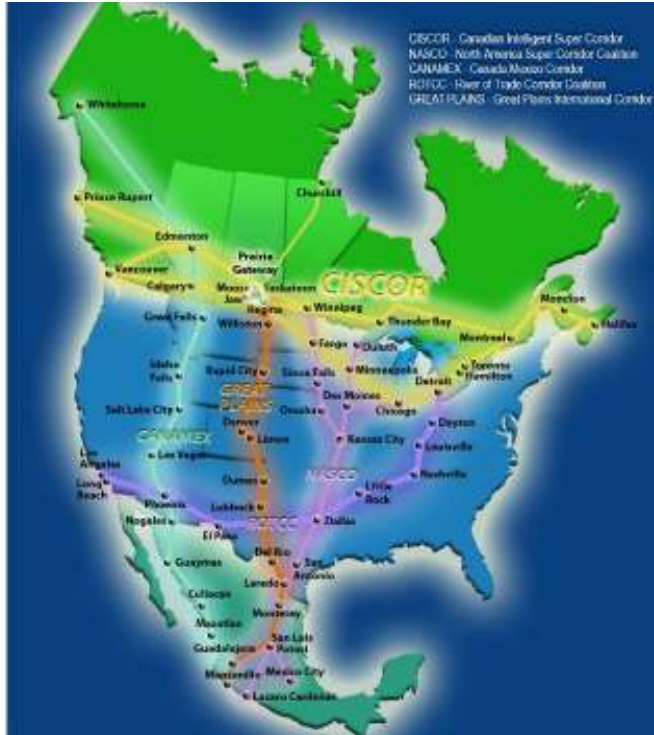 CISCOR - Canadian Intelligent Super Corridor
NASCO - North America Super Corridor Coalition
CANAMEX - Canada Mexico Corridor
ROTCC - River of Trade Corridor Coalition
GREAT PLAINS - Great Plains International Corridor
Whitehorse
Prince Rupert
Churchill
Edmonton
Prairie
Gateway
Vancouver
Calgary
Moose
Jaw
Saskatoon
CISCOR
Regina
Winnipeg
Moncton
Halifax
Great Falls
Williston
Thunder Bay
Montreal
Fargo
Duluth
Idaho
Falls
Rapid City
Sioux Falls
Minneapolis
Toronto
Hamilton
Detroit
GREAT
PLAINS
Des Moines
Salt Lake City
Omaha
Chicago
Dayton
Denver
CANAMEX
Limon
Kansas City
Louisville
Los
Angeles
Las Vegas
NASCO
Nashville
Long
Beach
Dumas
Little
Rock
Phoenix
Lubbock
Nogales
ROTCC
Dallas
El Paso
Del Rio
San
Antonio
Guaymas
Laredo
Culiacan
Monterey
Mazatlan
San Luis
Potosi
Guadalajara
Manzanillo
Mexico City
Lazaro Cardenas